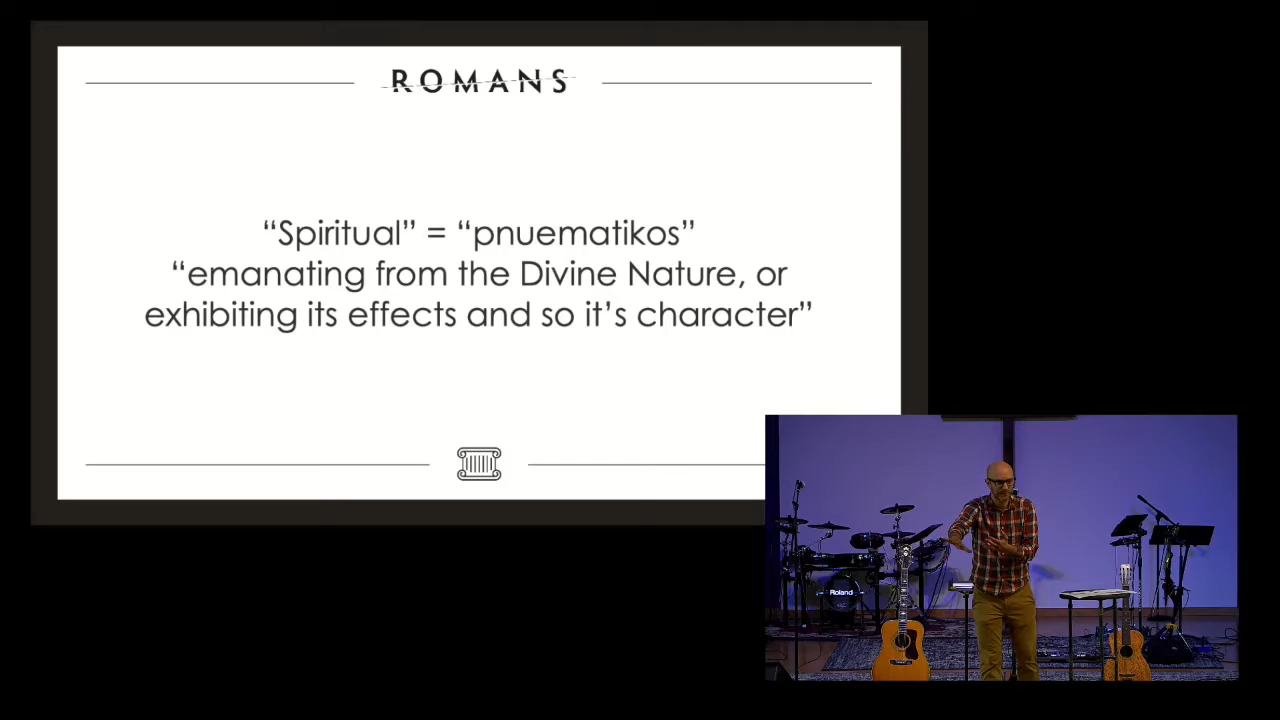 ROMANS
“Spiritual” = “pnuematikos”
“emanating from the Divine Nature, or
exhibiting its effects and so it’s character”
Roland